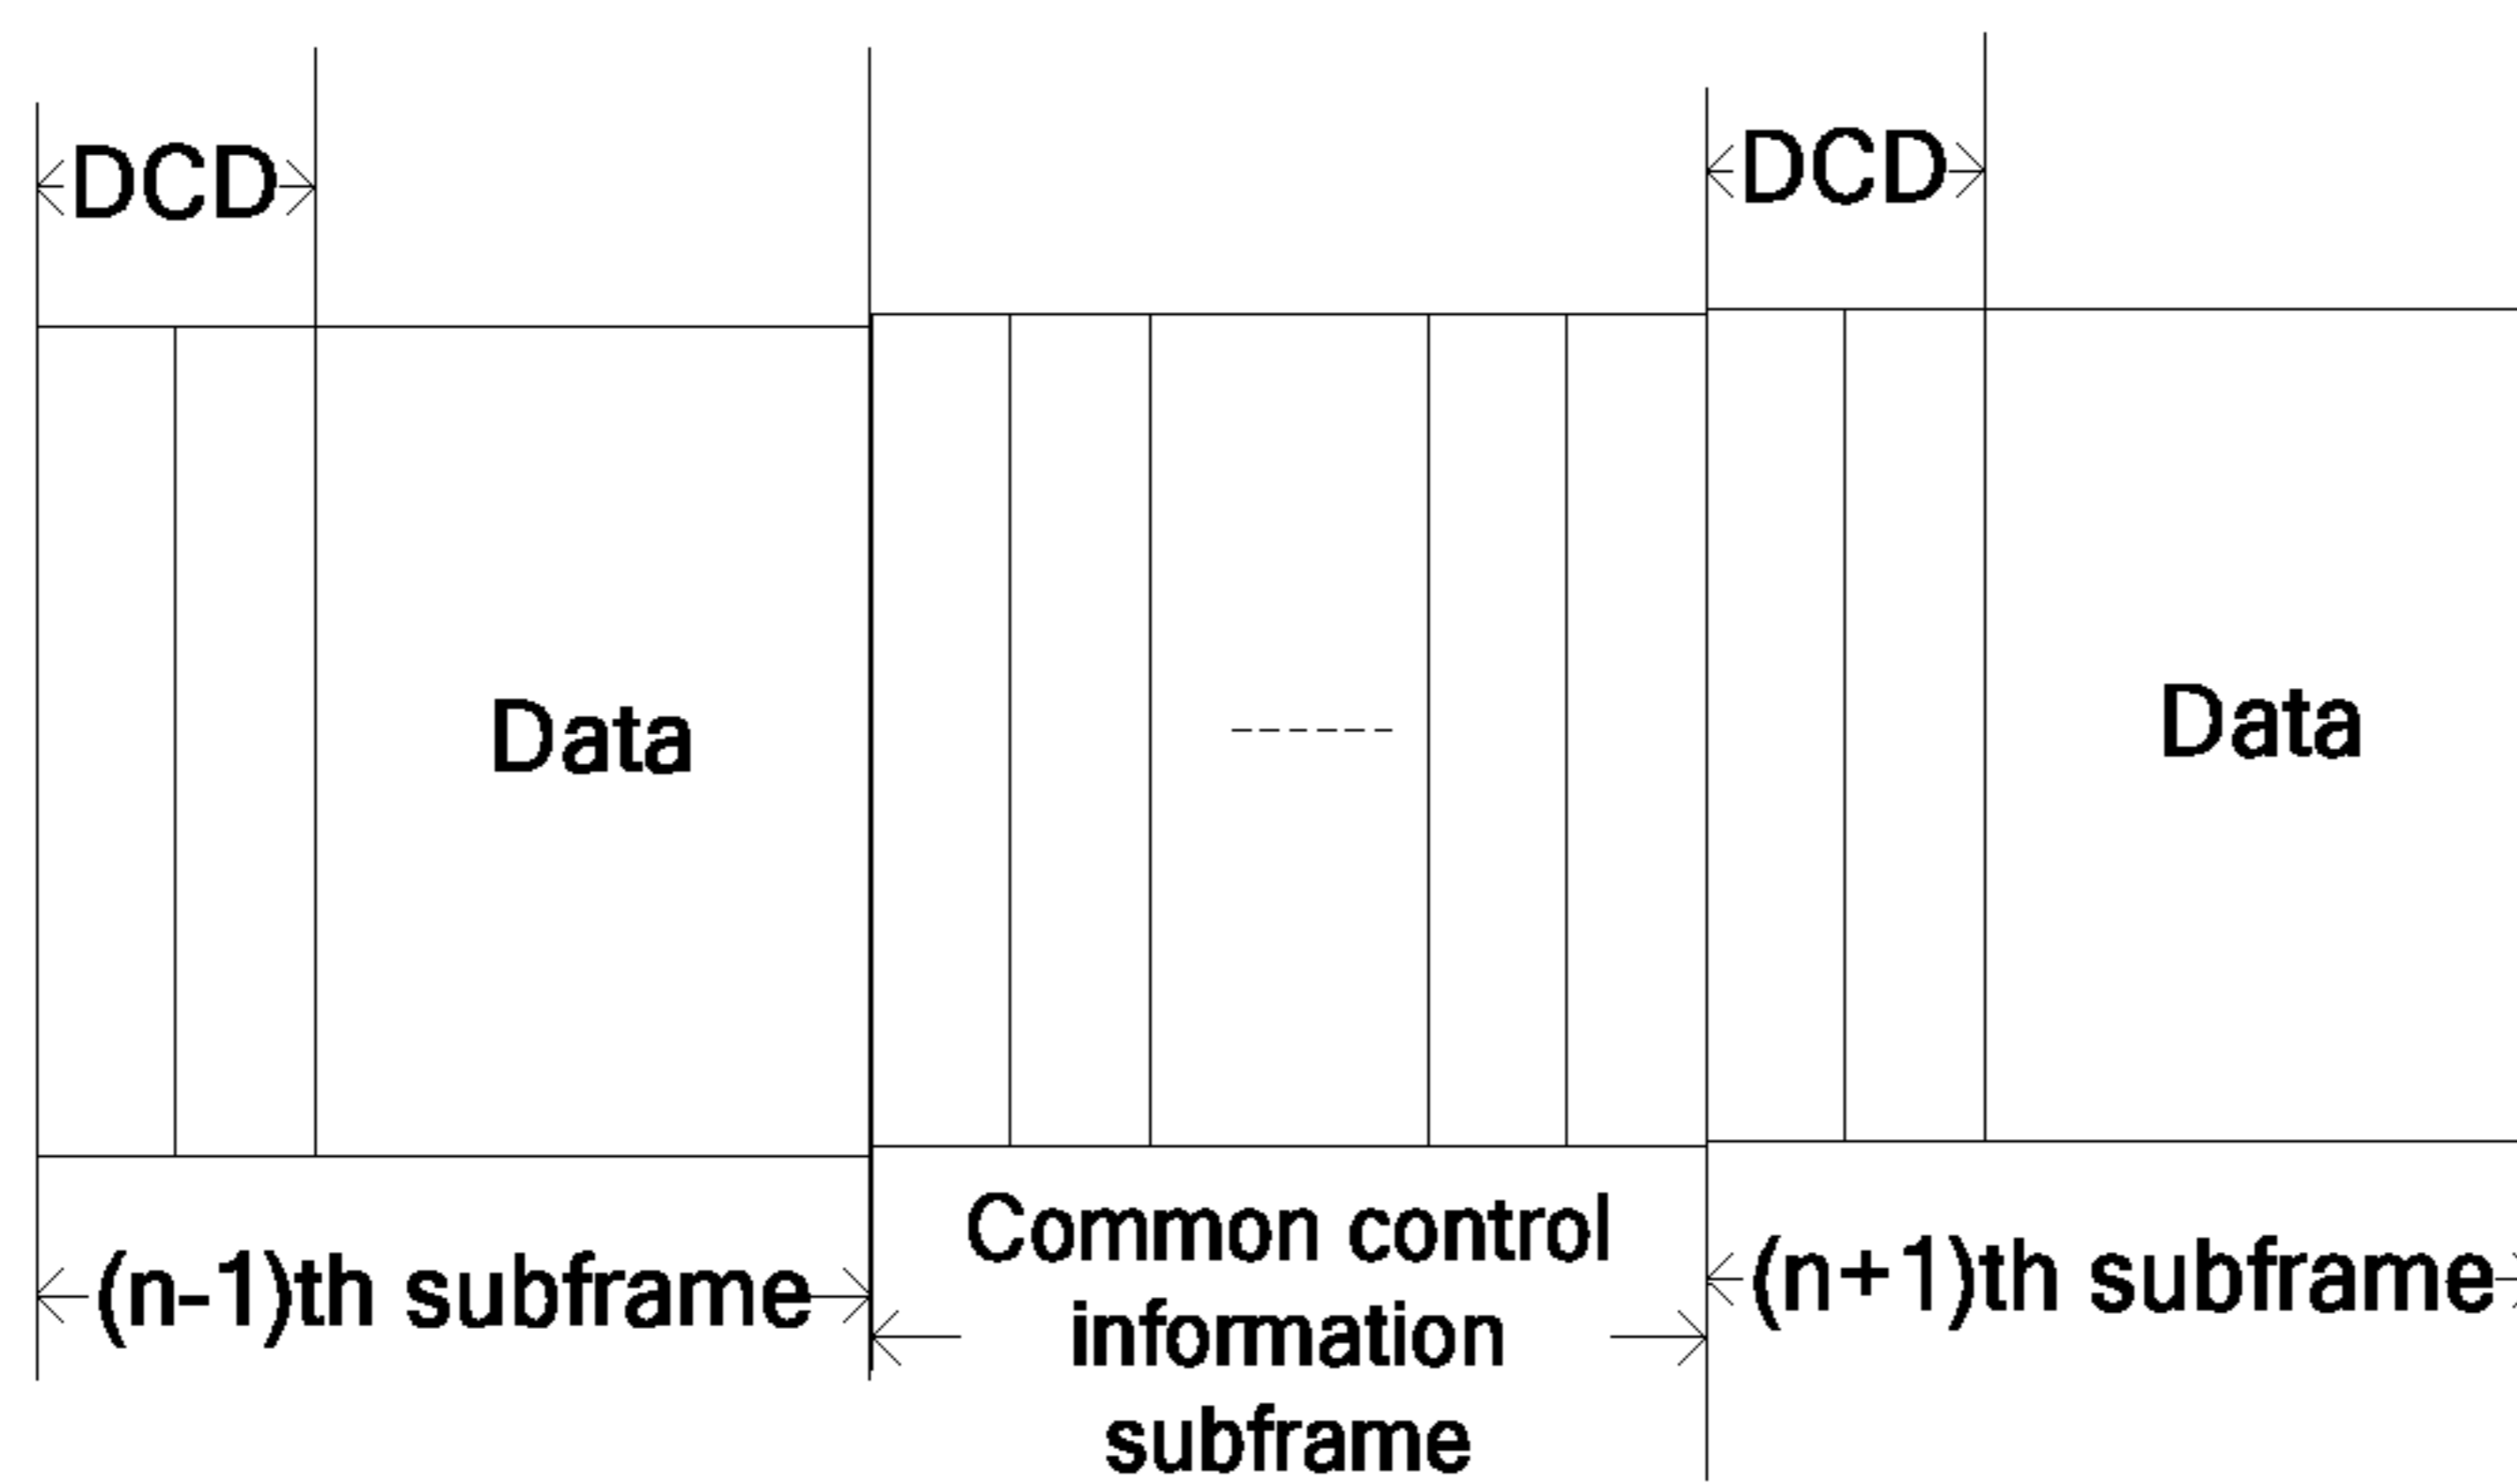 DCD
DCD
Data
Data
(n-1)th subframe
Common control
information
subframe
(n+1)th subframe